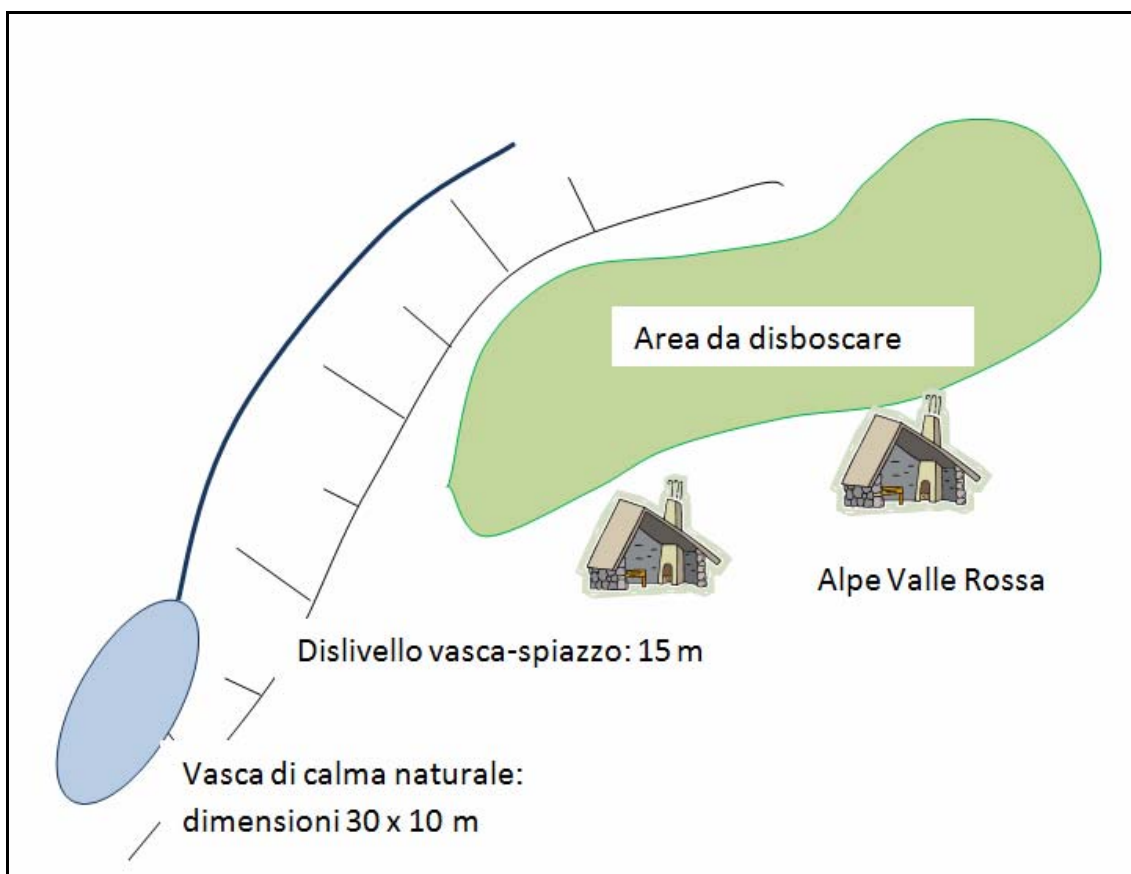 Area da disboscare
Alpe Valle Rossa
Dislivello vasca-spiazzo: 15 m
Vasca di calma naturale:
dimensioni 30 x 10 m